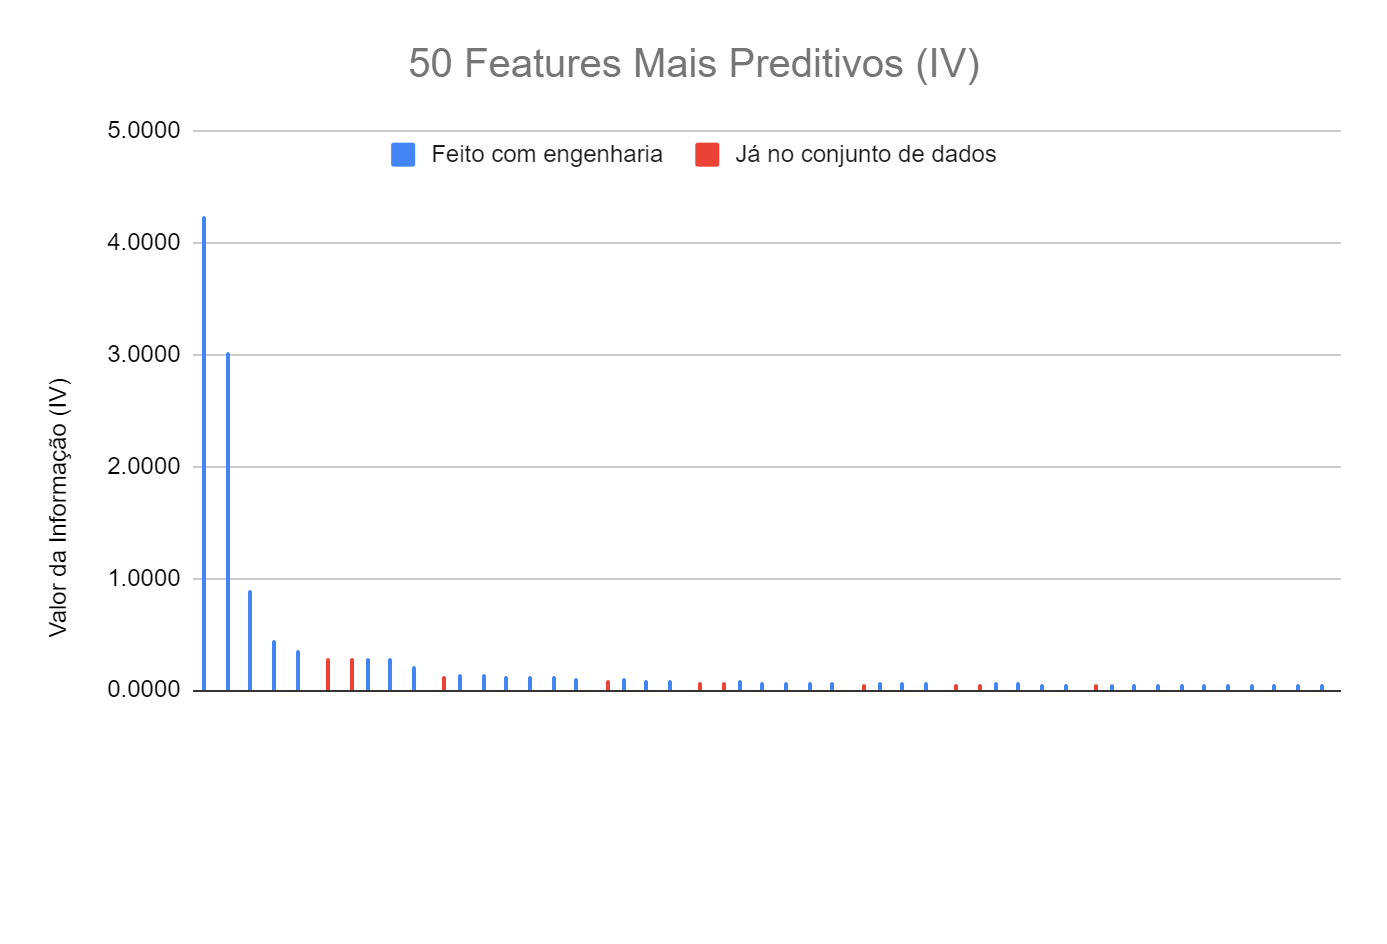 50 Features Mais Preditivos (IV)
5.0000
Feito com engenharia
Já no conjunto de dados
4.0000
3.0000
2.0000
1.0000
0.0000
Valor da Informação (IV)